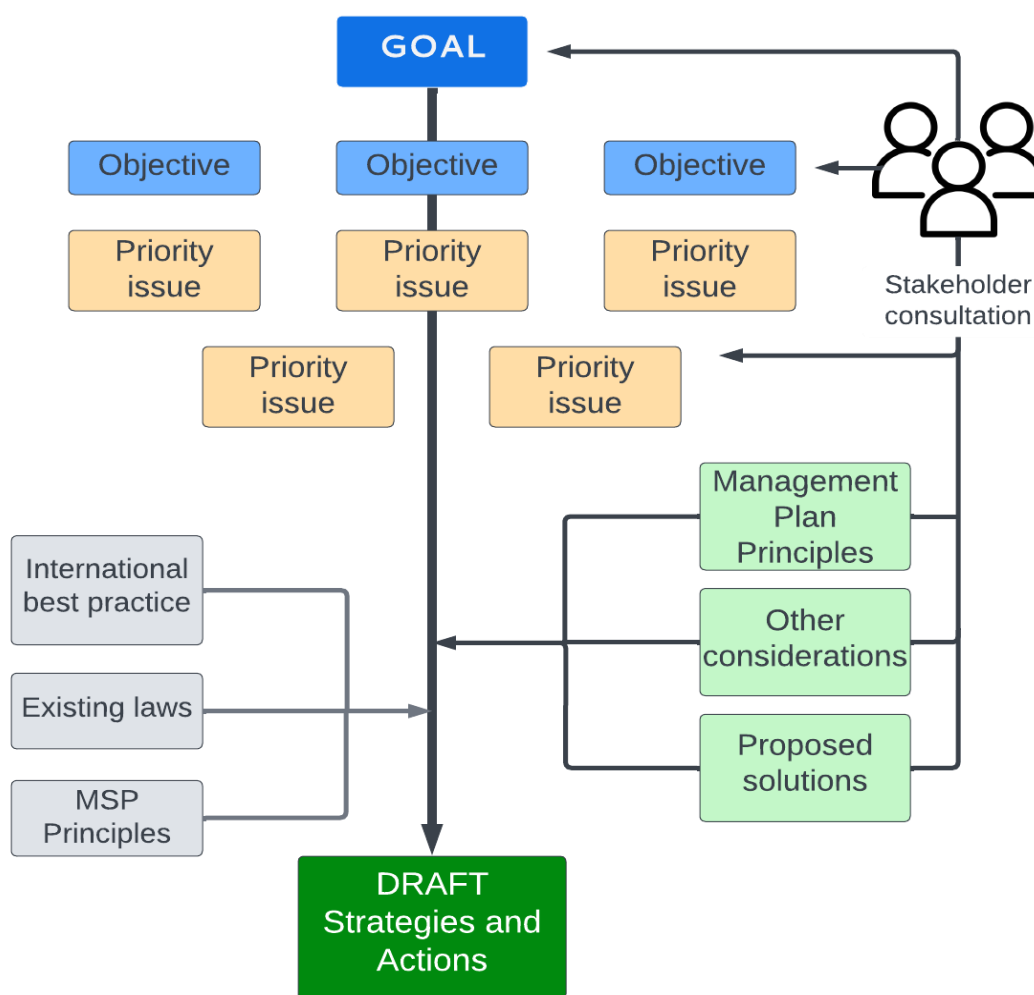 GOAL
Objective
Objective
Objective
Priority
issue
Priority
issue
Priority
issue
Stakeholder
consultation
Priority
issue
Priority
issue
Management
Plan
Principles
International
best practice
Other
considerations
Existing laws
Proposed
solutions
MSP
Principles
DRAFT
Strategies and
Actions